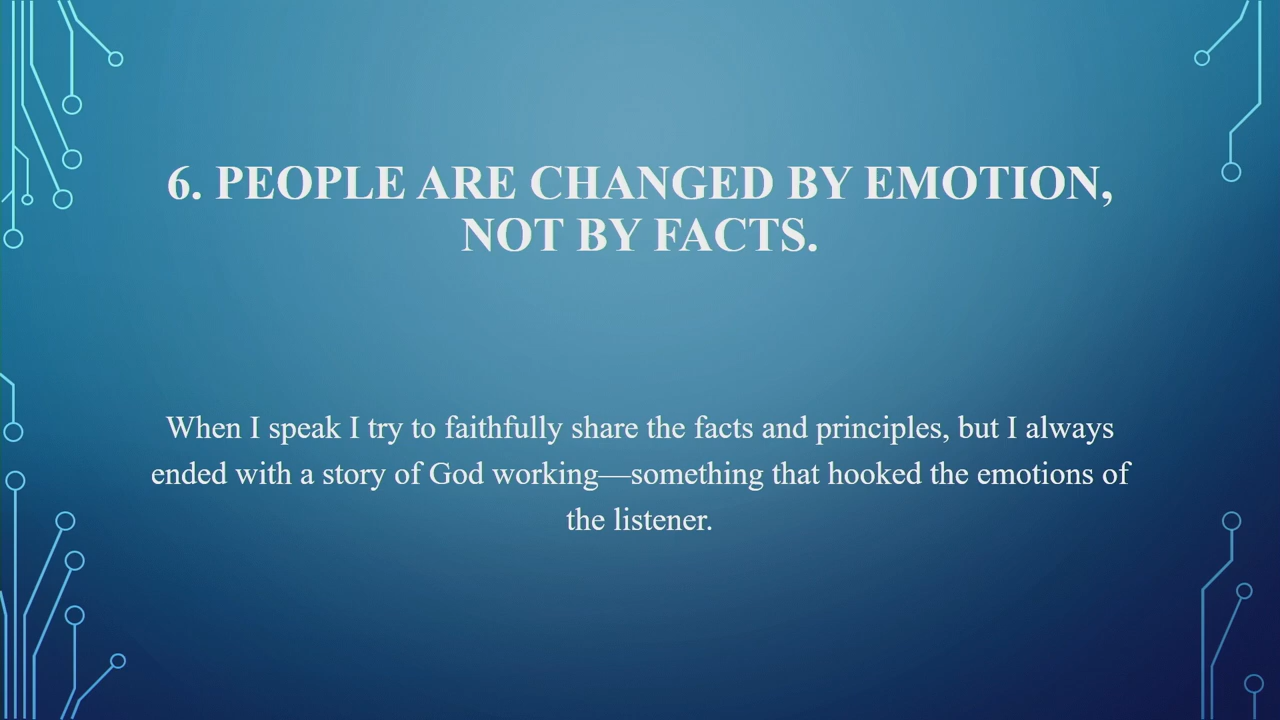 6. PEOPLE ARE CHANGED BY EMOTION,
NOT BY FACTS.
When I speak I try to faithfully share the facts and principles, but I always
ended with a story of God working—something that hooked the emotions of
the listener.